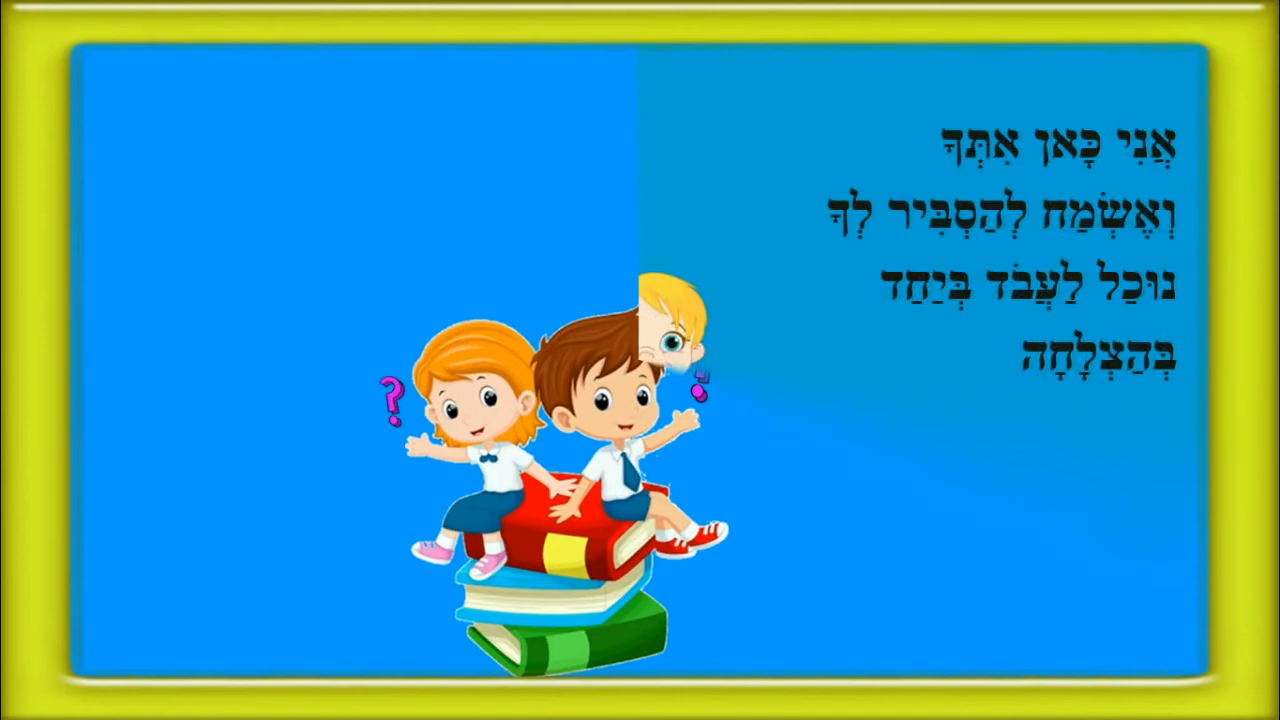 אֲנִי כָּאן אִתְּךָ
וְאֶשְׂמַח לְהַסְבִּיר לְךָ
נוּכַל לַעֲבֹד בְּיַחַד
בְּהַצְלָחָה
?